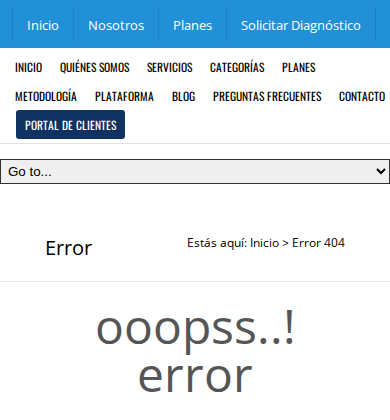 Inicio Nosotros Planes Solicitar Diagnóstico
INICIO QUIÉNES SOMOS SERVICIOS CATEGORÍAS PLANES
METODOLOGÍA PLATAFORMA BLOG PREGUNTAS FRECUENTES CONTACTO
PORTAL DE CLIENTES
Go to...
Error Estás aquí: Inicio > Error 404
ooopss..!
error